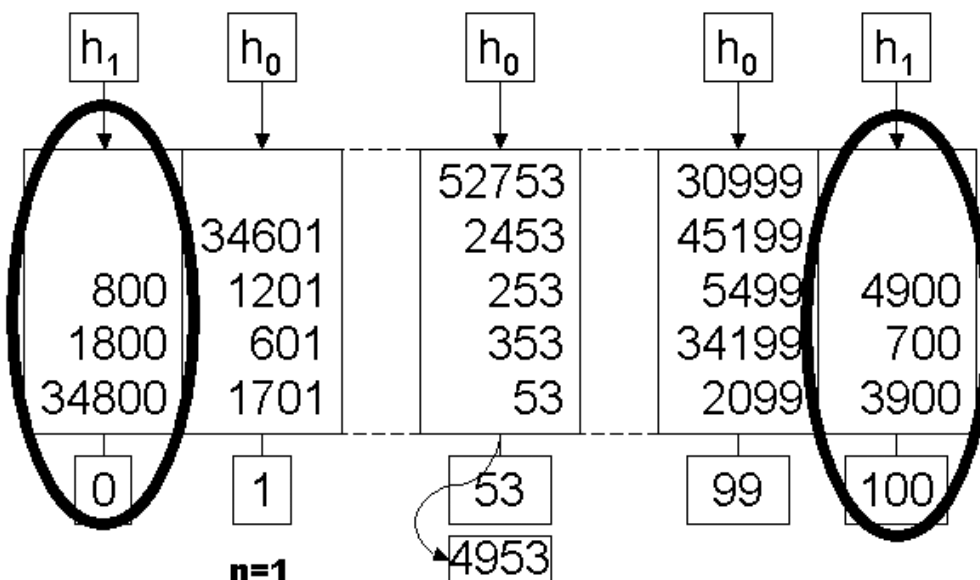 h₁ h₀ h₀ h₀ h₁
52753 30999
34601 2453 45199
800 1201 253 5499 4900
1800 601 353 34199 700
34800 1701 53 2099 3900
0 1 53 99 100
n=1 4953